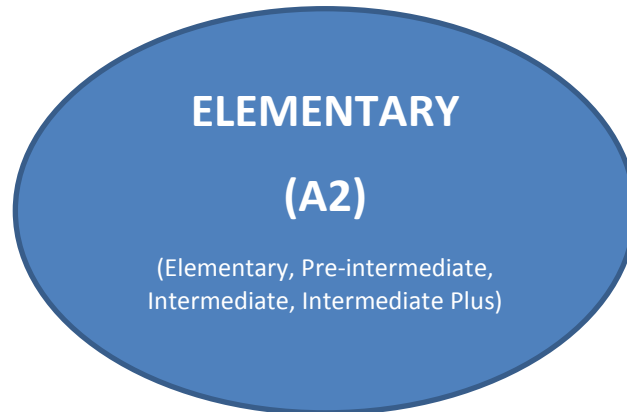 ELEMENTARY
(A2)
(Elementary, Pre-intermediate,
Intermediate, Intermediate Plus)